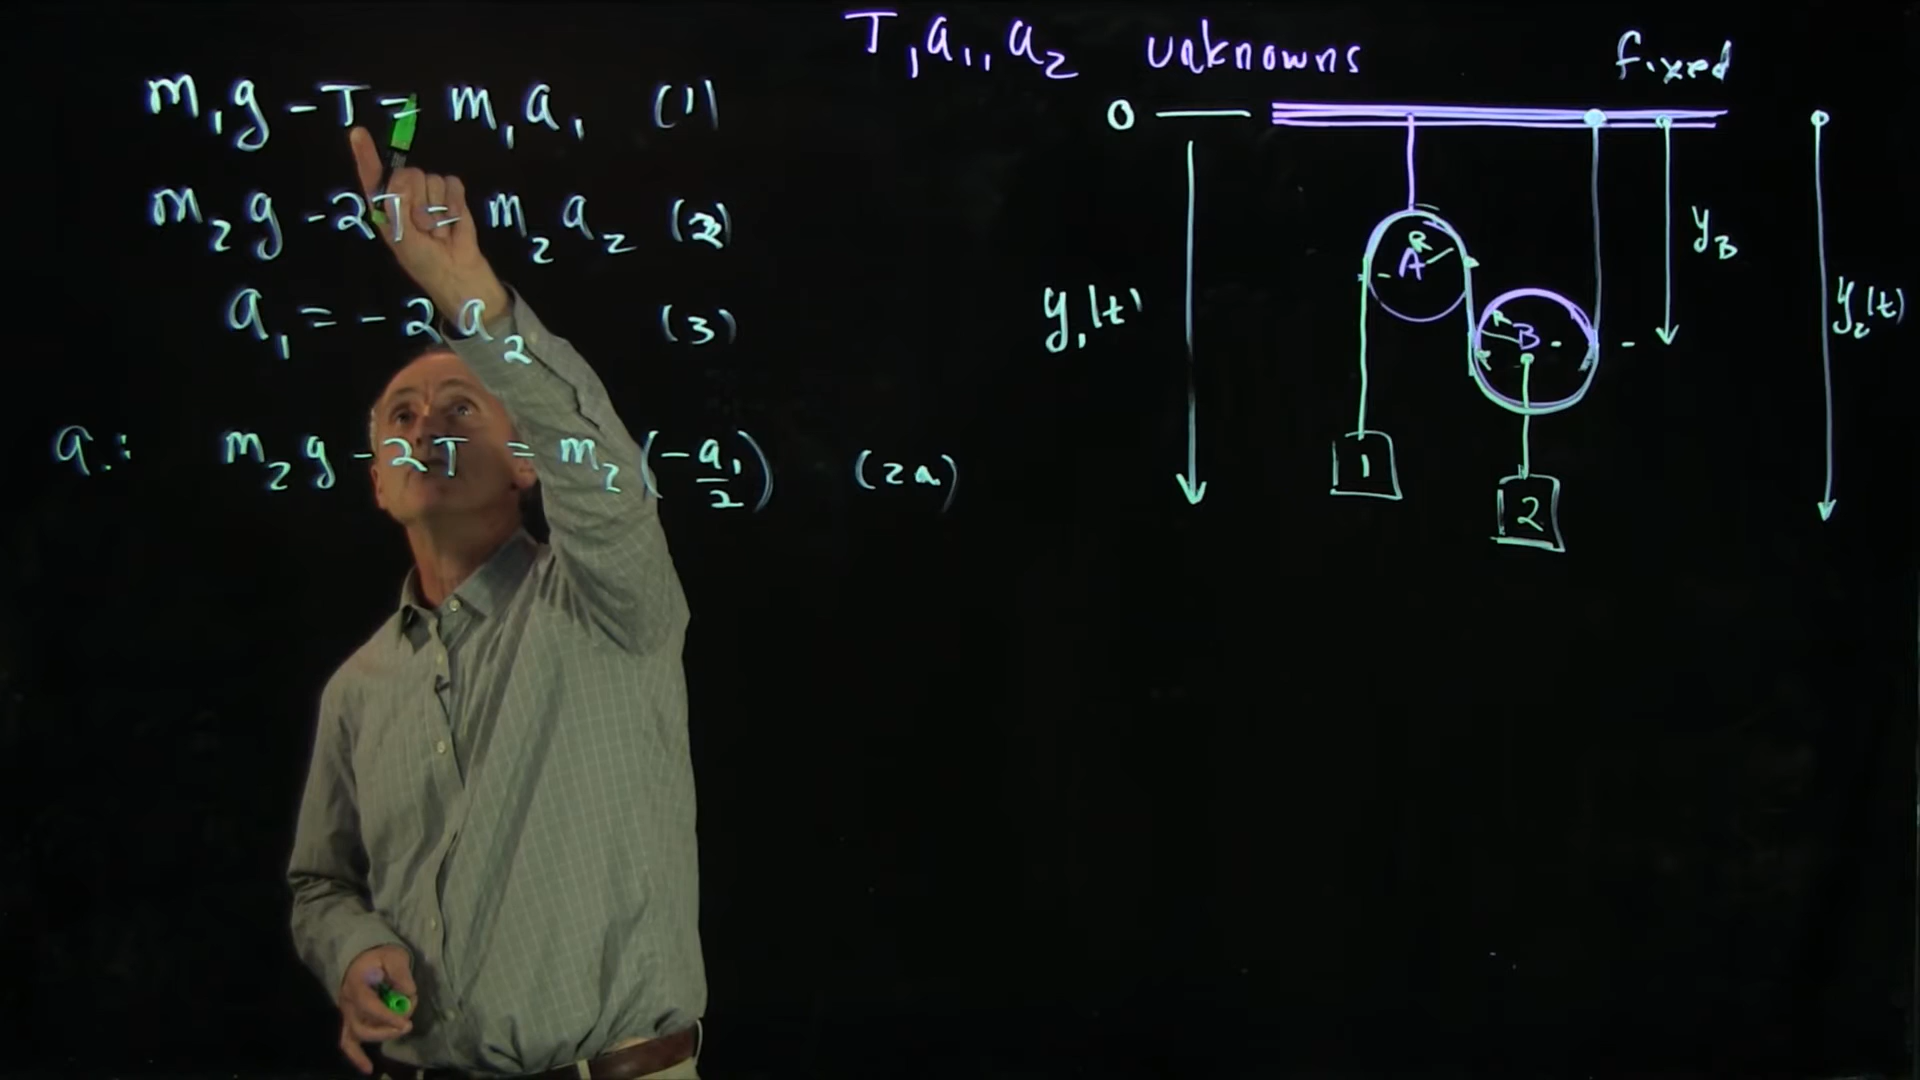 T, a₁, a₂ unknowns
fixed
m₁g - T = m₁a₁ (1)
0
m₂g - 2T = m₂a₂ (2)
y_B
A
R
a₁ = -2a₂ (3)
y₁(t)
y₂(t)
R
B
a.: m₂g - 2T = m₂(-a₁/2) (2a)
1
2